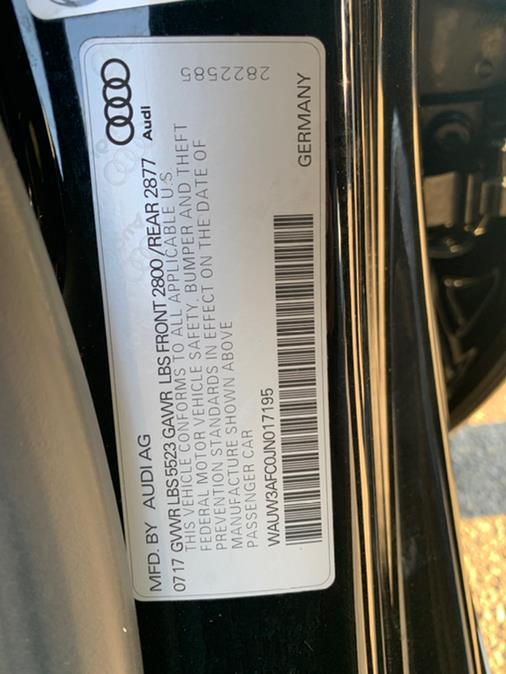 MFD. BY AUDI AG
Audi
07 17 GVWR LBS 5523 GAWR LBS FRONT 2800 / REAR 2877
THIS VEHICLE CONFORMS TO ALL APPLICABLE U.S.
FEDERAL MOTOR VEHICLE SAFETY, BUMPER AND THEFT
PREVENTION STANDARDS IN EFFECT ON THE DATE OF
MANUFACTURE SHOWN ABOVE
2822585
PASSENGER CAR
WAUW3AFC0JN017195
GERMANY